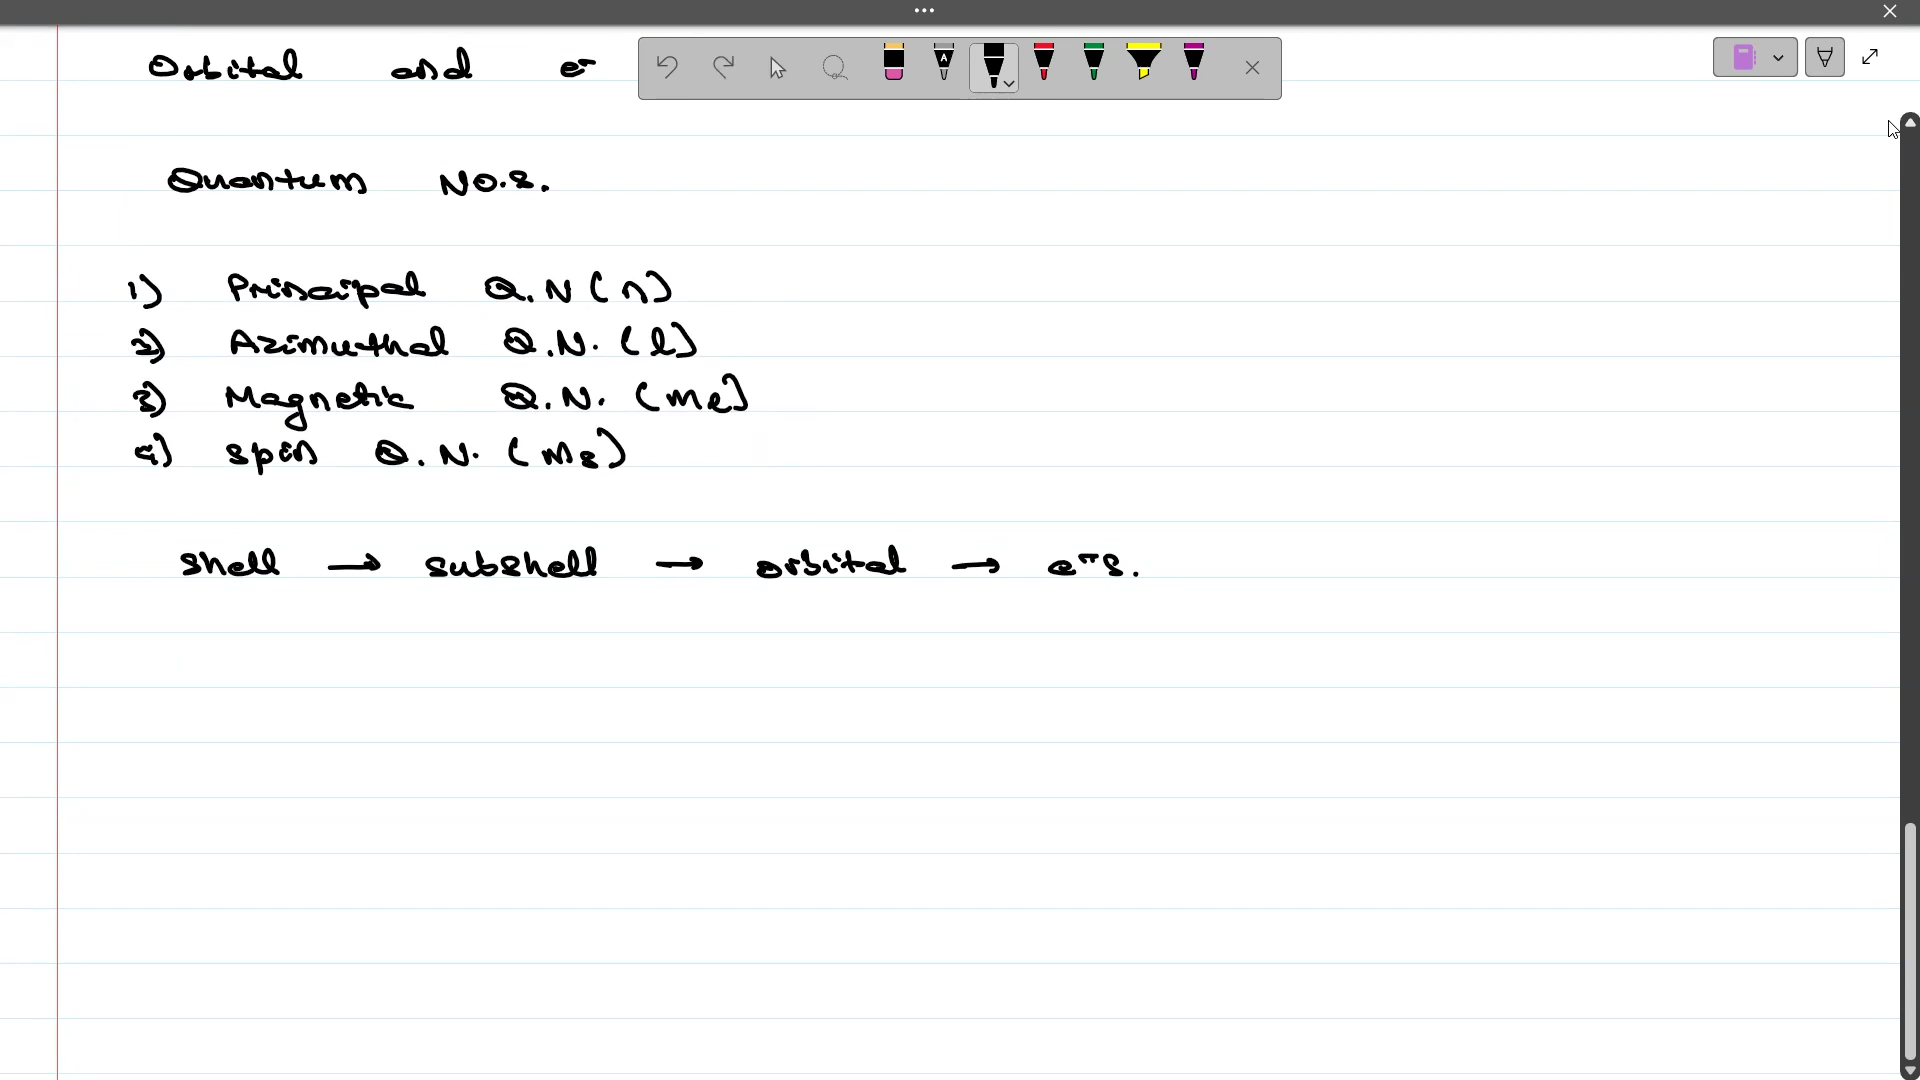 Orbital and e⁻
Quantum No.s.
1) Principal Q.N (n)
2) Azimuthal Q.N. (l)
3) Magnetic Q.N. (mℓ)
4) spin Q.N. (ms)
shell → subshell → orbital → e⁻s.